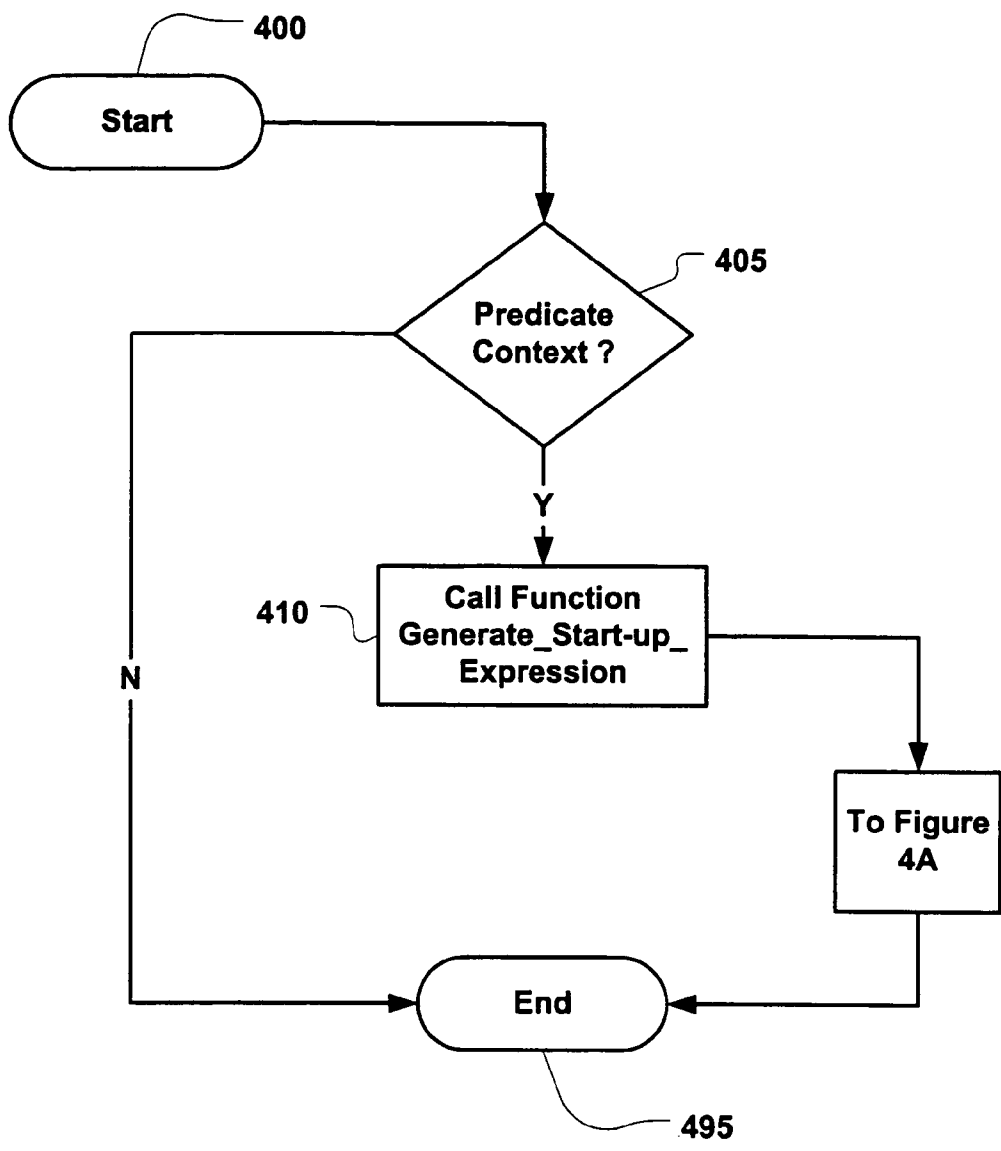 400
Start
405
Predicate
Context ?
Y
410
Call Function
Generate_Start-up_
Expression
N
To Figure
4A
End
495